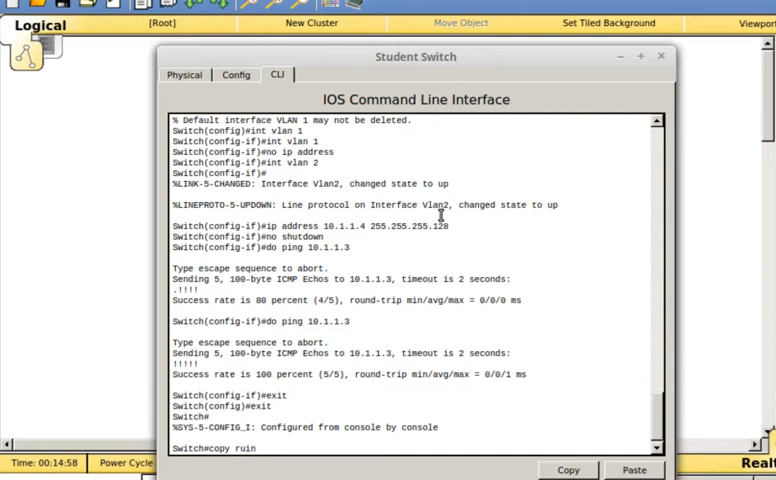 Logical
[Root]
New Cluster
Move Object
Set Tiled Background
Viewport
Student Switch
Physical
Config
CLI
IOS Command Line Interface
% Default interface VLAN 1 may not be deleted.
Switch(config)#int vlan 1
Switch(config-if)#int vlan 1
Switch(config-if)#no ip address
Switch(config-if)#int vlan 2
Switch(config-if)#
%LINK-5-CHANGED: Interface Vlan2, changed state to up
%LINEPROTO-5-UPDOWN: Line protocol on Interface Vlan2, changed state to up
Switch(config-if)#ip address 10.1.1.4 255.255.255.128
Switch(config-if)#no shutdown
Switch(config-if)#do ping 10.1.1.3
Type escape sequence to abort.
Sending 5, 100-byte ICMP Echos to 10.1.1.3, timeout is 2 seconds:
.!!!!
Success rate is 80 percent (4/5), round-trip min/avg/max = 0/0/0 ms
Switch(config-if)#do ping 10.1.1.3
Type escape sequence to abort.
Sending 5, 100-byte ICMP Echos to 10.1.1.3, timeout is 2 seconds:
!!!!!
Success rate is 100 percent (5/5), round-trip min/avg/max = 0/0/1 ms
Switch(config-if)#exit
Switch(config)#exit
Switch#
%SYS-5-CONFIG_I: Configured from console by console
Switch#copy ruin
Copy
Paste
Time: 00:14:58
Power Cycle
Realt